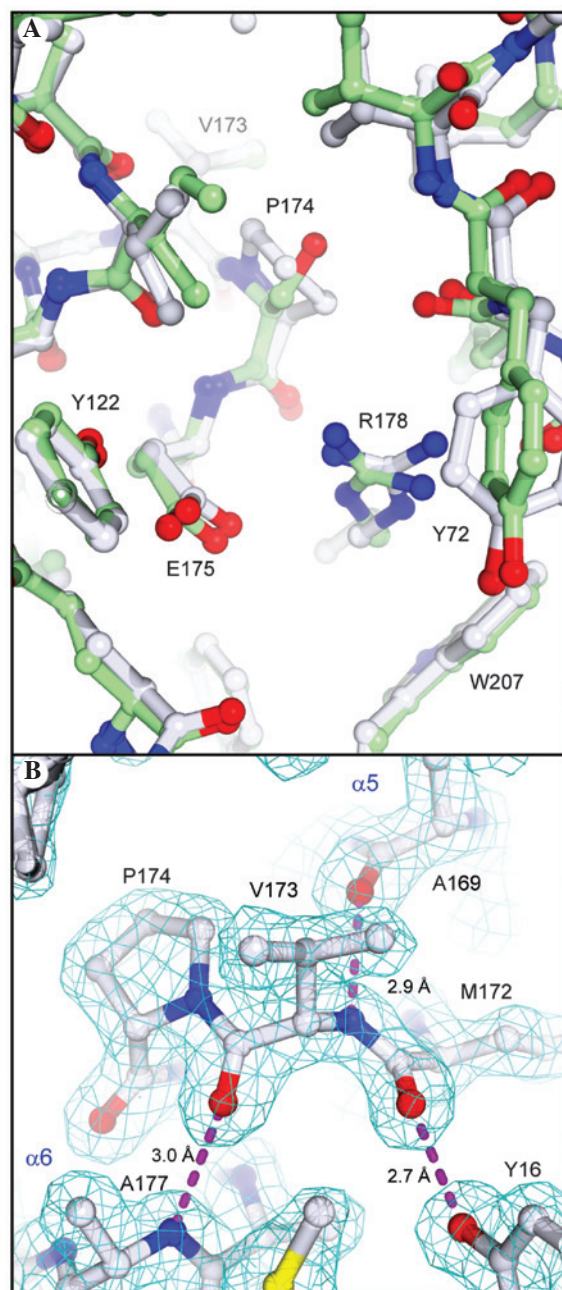 A
V173
P174
Y122
R178
Y72
E175
W207
B
α5
P174
V173
A169
2.9 Å
M172
α6
3.0 Å
A177
2.7 Å
Y16